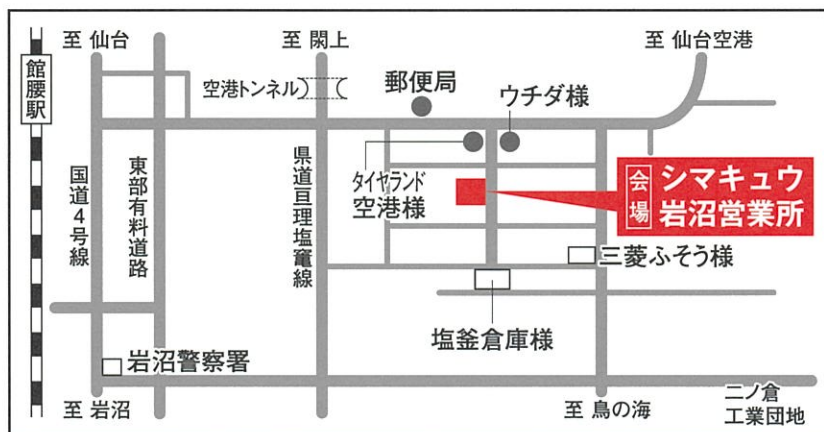 至 仙台
至 閖上
至 仙台空港
館腰駅
空港トンネル
郵便局
ウチダ様
国道4号線
東部有料道路
県道亘理塩竈線
タイヤランド
空港様
会場
シマキュウ
岩沼営業所
三菱ふそう様
塩釜倉庫様
岩沼警察署
至 岩沼
至 鳥の海
二ノ倉
工業団地